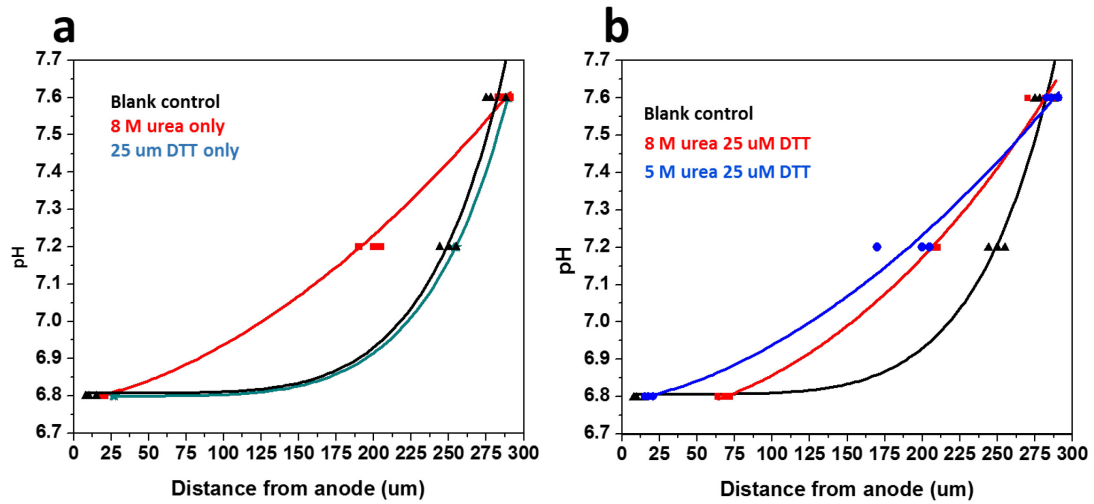 a
7.7
7.6
7.5
7.4
7.3
7.2
7.1
7.0
6.9
6.8
6.7
pH
Blank control
8 M urea only
25 um DTT only
0 25 50 75 100 125 150 175 200 225 250 275 300
Distance from anode (um)
b
7.7
7.6
7.5
7.4
7.3
7.2
7.1
7.0
6.9
6.8
6.7
pH
Blank control
8 M urea 25 uM DTT
5 M urea 25 uM DTT
0 25 50 75 100 125 150 175 200 225 250 275 300
Distance from anode (um)